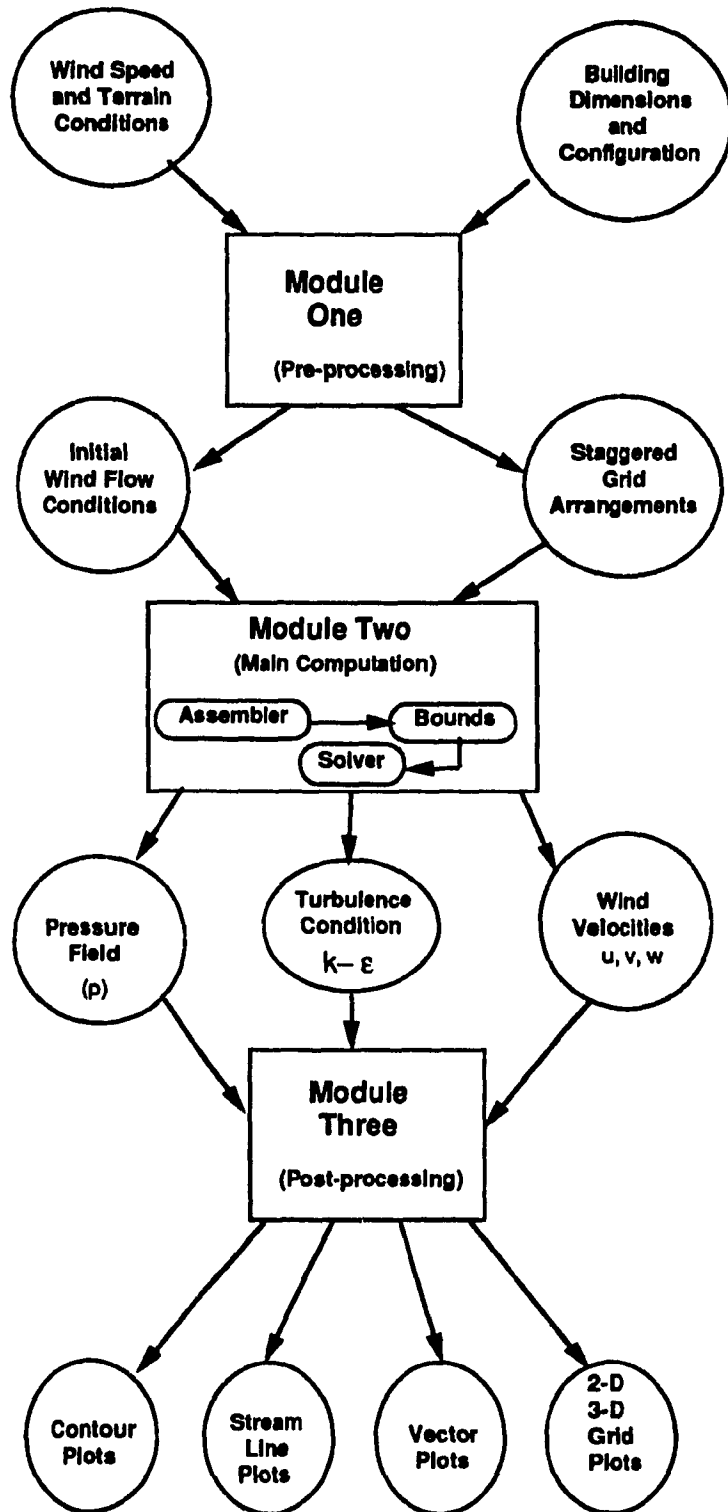 Wind Speed
and Terrain
Conditions
Building
Dimensions
and
Configuration
Module
One
(Pre-processing)
Initial
Wind Flow
Conditions
Staggered
Grid
Arrangements
Module Two
(Main Computation)
Assembler
Bounds
Solver
Pressure
Field
(p)
Turbulence
Condition
k– ε
Wind
Velocities
u, v, w
Module
Three
(Post-processing)
Contour
Plots
Stream
Line
Plots
Vector
Plots
2-D
3-D
Grid
Plots